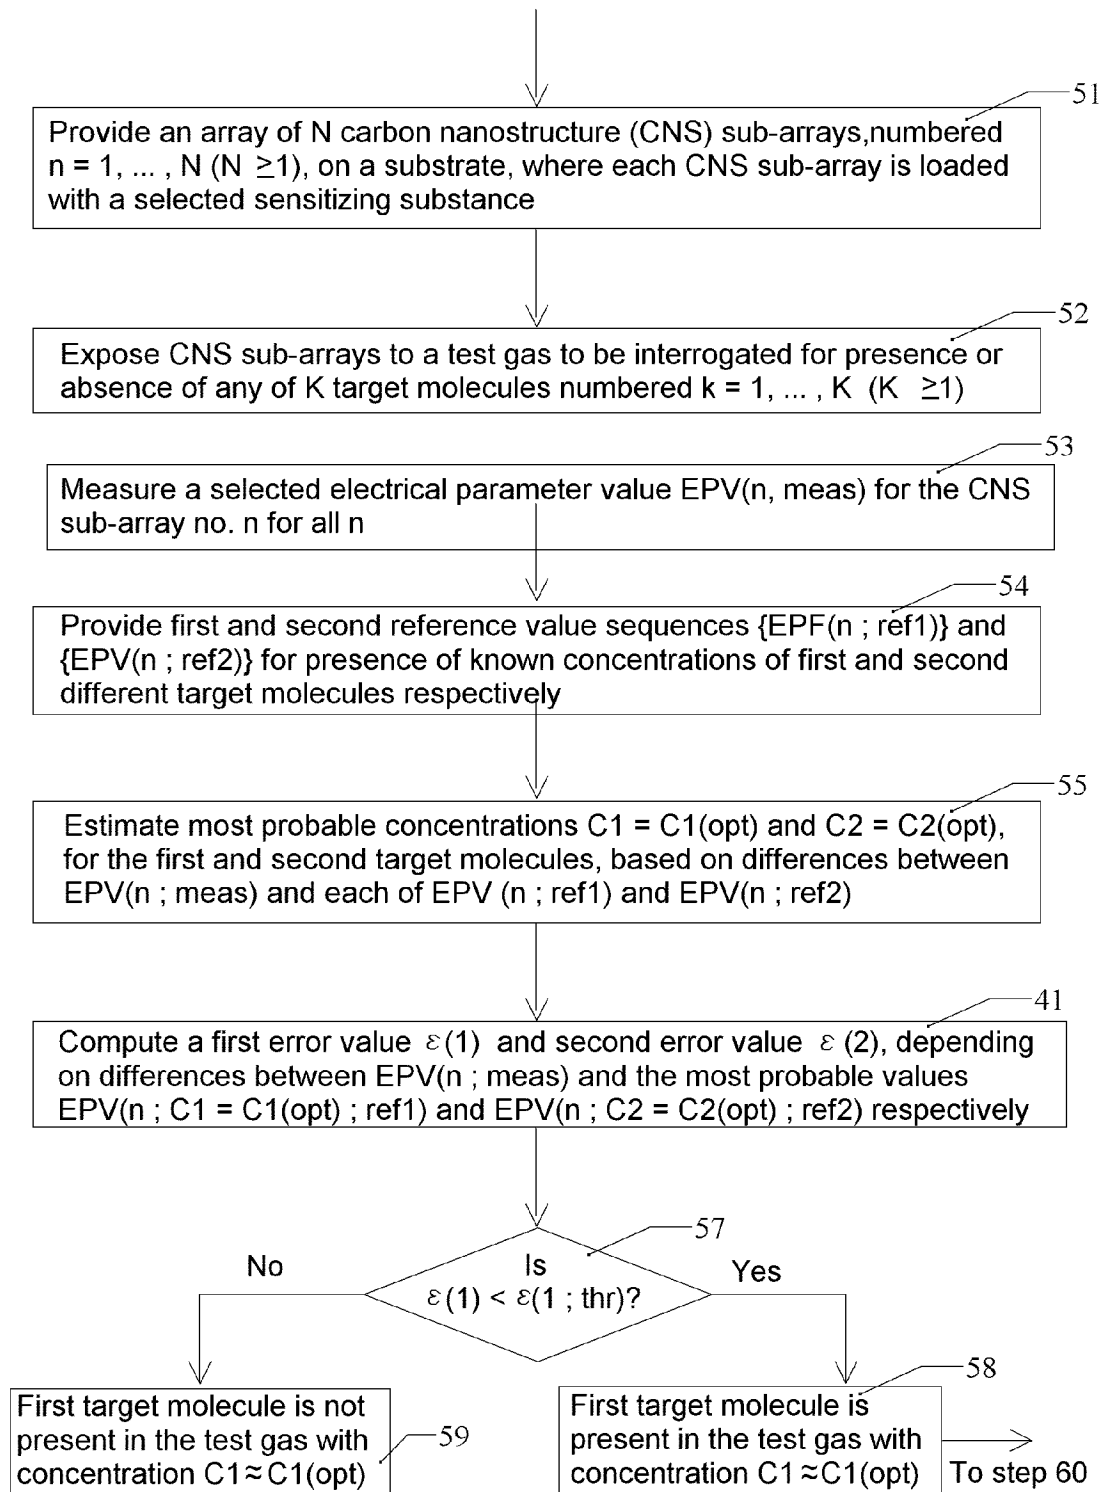 51
Provide an array of N carbon nanostructure (CNS) sub-arrays,numbered
n = 1, ... , N (N ≥1), on a substrate, where each CNS sub-array is loaded
with a selected sensitizing substance
52
Expose CNS sub-arrays to a test gas to be interrogated for presence or
absence of any of K target molecules numbered k = 1, ... , K (K ≥1)
53
Measure a selected electrical parameter value EPV(n, meas) for the CNS
sub-array no. n for all n
54
Provide first and second reference value sequences {EPF(n ; ref1)} and
{EPV(n ; ref2)} for presence of known concentrations of first and second
different target molecules respectively
55
Estimate most probable concentrations C1 = C1(opt) and C2 = C2(opt),
for the first and second target molecules, based on differences between
EPV(n ; meas) and each of EPV (n ; ref1) and EPV(n ; ref2)
41
Compute a first error value ε(1) and second error value ε (2), depending
on differences between EPV(n ; meas) and the most probable values
EPV(n ; C1 = C1(opt) ; ref1) and EPV(n ; C2 = C2(opt) ; ref2) respectively
57
No
Is
ε(1) < ε(1 ; thr)?
Yes
First target molecule is not
present in the test gas with
concentration C1≈C1(opt)
59
58
First target molecule is
present in the test gas with
concentration C1≈C1(opt)
To step 60